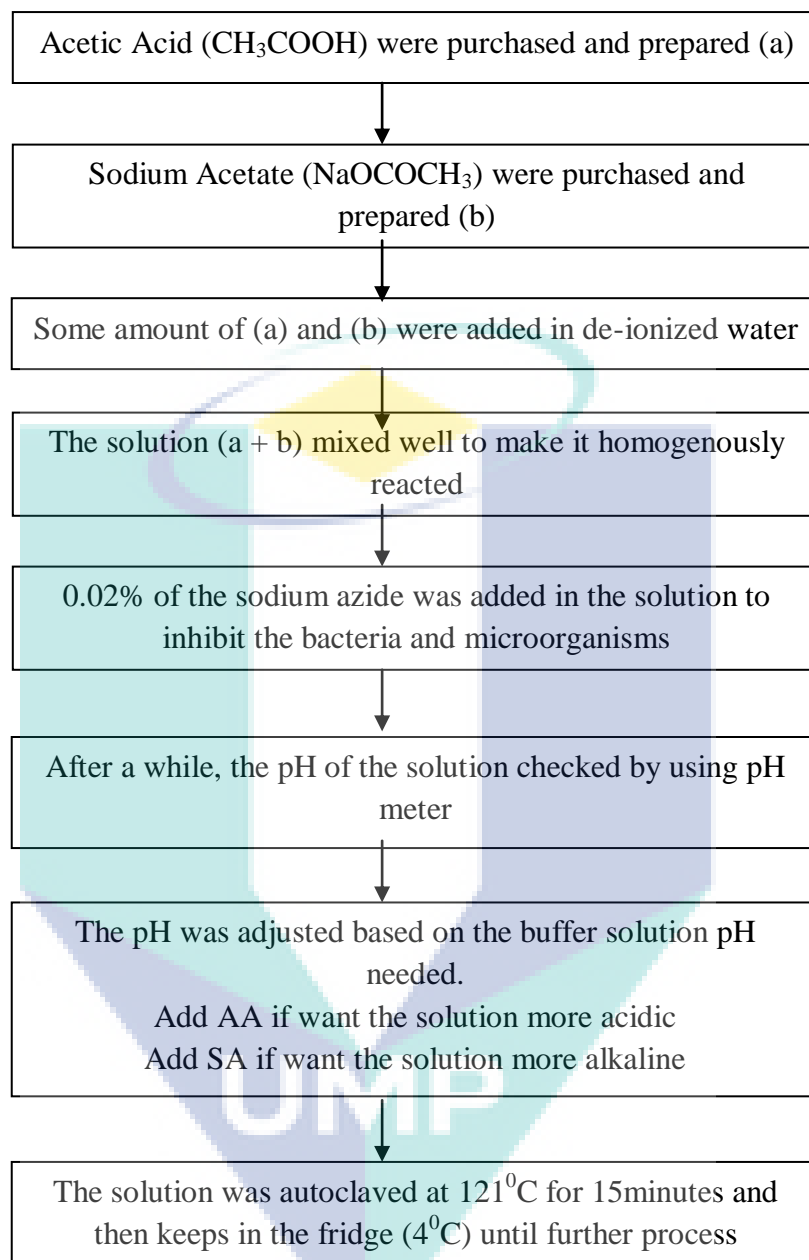 Acetic Acid (CH₃COOH) were purchased and prepared (a)
Sodium Acetate (NaOCOCH₃) were purchased and
prepared (b)
Some amount of (a) and (b) were added in de-ionized water
The solution (a + b) mixed well to make it homogenously
reacted
0.02% of the sodium azide was added in the solution to
inhibit the bacteria and microorganisms
After a while, the pH of the solution checked by using pH
meter
The pH was adjusted based on the buffer solution pH
needed.
Add AA if want the solution more acidic
Add SA if want the solution more alkaline
UMP
The solution was autoclaved at 121⁰C for 15minutes and
then keeps in the fridge (4⁰C) until further process